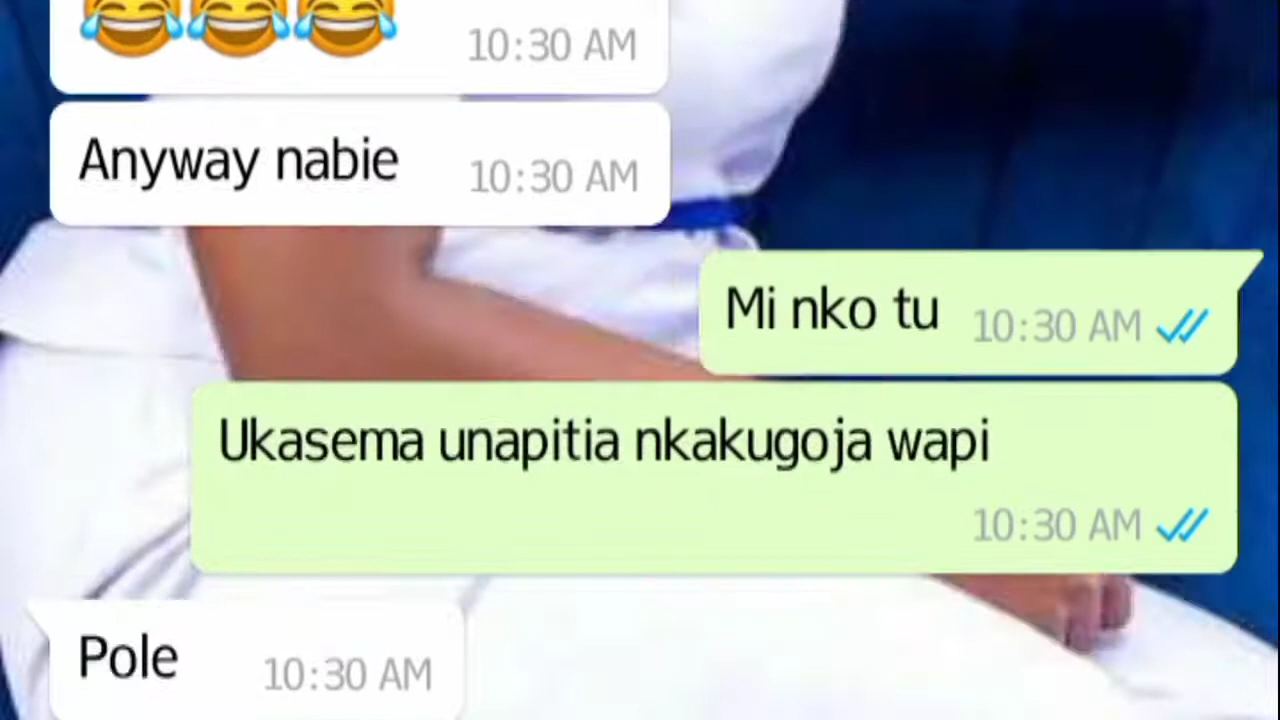 😂😂😂 10:30 AM
Anyway nabie 10:30 AM
Mi nko tu 10:30 AM
Ukasema unapitia nkakugoja wapi
10:30 AM
Pole 10:30 AM